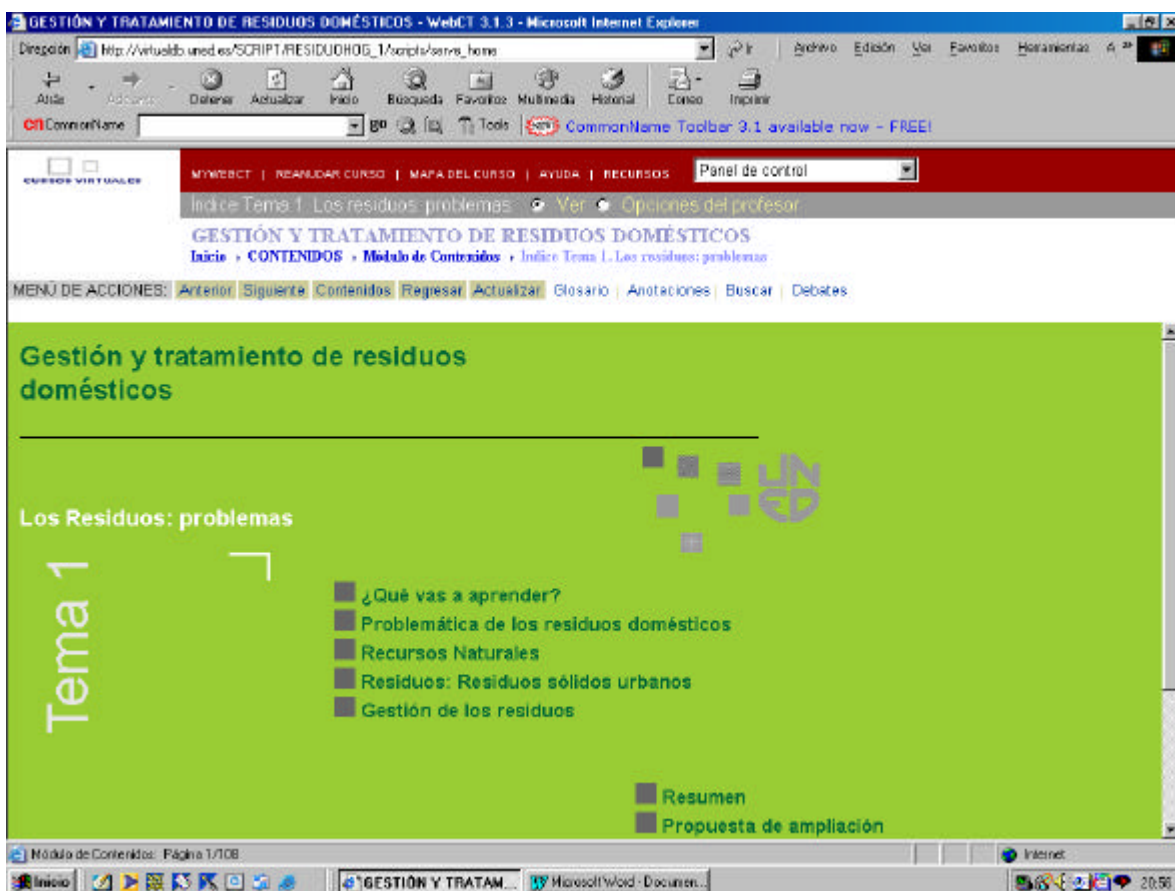 GESTIÓN Y TRATAMIENTO DE RESIDUOS DOMÉSTICOS - WebCT 3.1.3 - Microsoft Internet Explorer
Dirección http://virtualdb.uned.es/SCRIPT/RESIDUOHOG_1/scripts/serve_home Ir Archivo Edición Ver Favoritos Herramientas A »
Atrás Adelante Detener Actualizar Inicio Búsqueda Favoritos Multimedia Historial Correo Imprimir
CommonName go Tools CommonName Toolbar 3.1 available now - FREE!
CURSOS VIRTUALES
MYWEBCT | REANUDAR CURSO | MAPA DEL CURSO | AYUDA | RECURSOS Panel de control
Indice Tema 1. Los residuos: problemas Ver Opciones del profesor
GESTIÓN Y TRATAMIENTO DE RESIDUOS DOMÉSTICOS
Inicio › CONTENIDOS › Módulo de Contenidos › Indice Tema 1. Los residuos: problemas
MENÚ DE ACCIONES: Anterior Siguiente Contenidos Regresar Actualizar Glosario | Anotaciones | Buscar | Debates
Gestión y tratamiento de residuos
domésticos
UNED
Los Residuos: problemas
Tema 1
¿Qué vas a aprender?
Problemática de los residuos domésticos
Recursos Naturales
Residuos: Residuos sólidos urbanos
Gestión de los residuos
Resumen
Propuesta de ampliación
Módulo de Contenidos: Página 1/108 Internet
Inicio GESTIÓN Y TRATAM... Microsoft Word - Documen...